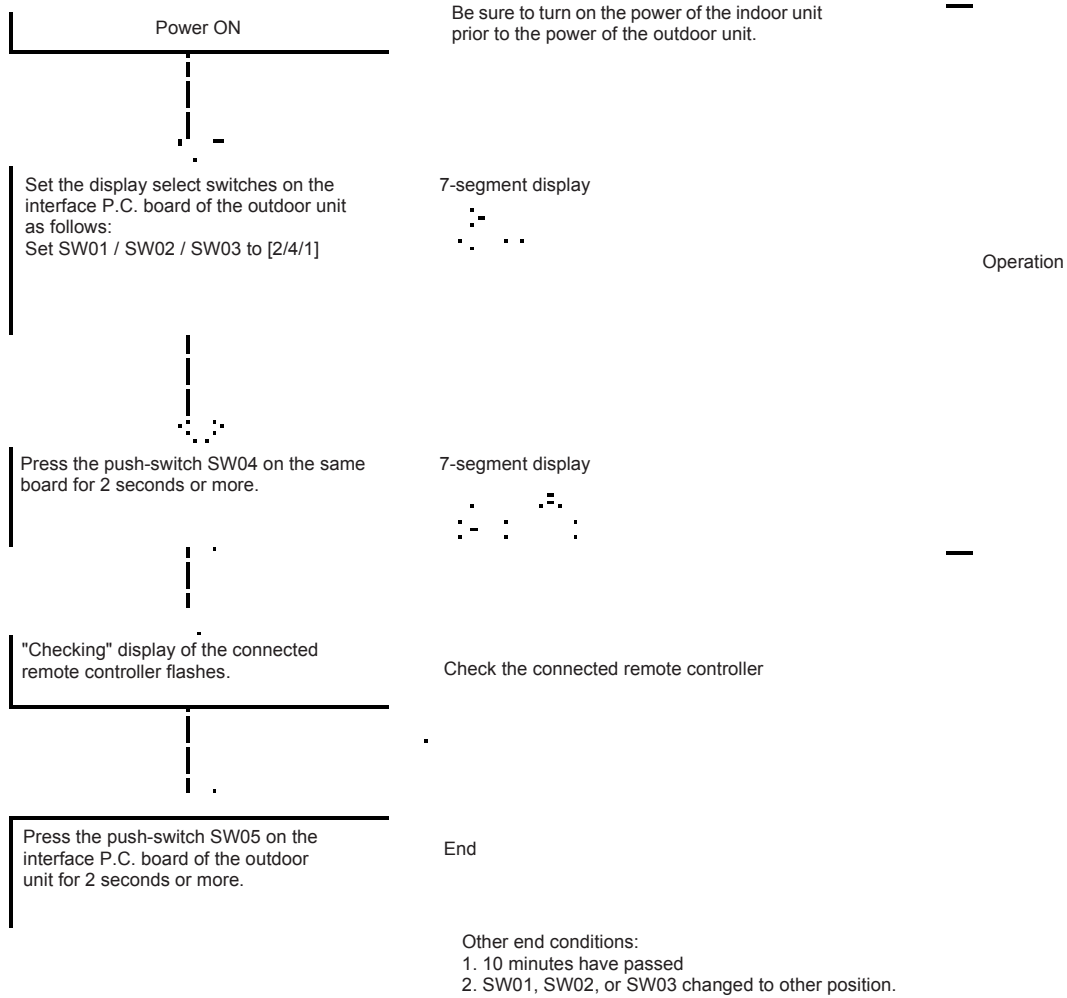 Power ON
Be sure to turn on the power of the indoor unit
prior to the power of the outdoor unit.
Set the display select switches on the
interface P.C. board of the outdoor unit
as follows:
Set SW01 / SW02 / SW03 to [2/4/1]
7-segment display
Operation
Press the push-switch SW04 on the same
board for 2 seconds or more.
7-segment display
"Checking" display of the connected
remote controller flashes.
Check the connected remote controller
Press the push-switch SW05 on the
interface P.C. board of the outdoor
unit for 2 seconds or more.
End
Other end conditions:
1. 10 minutes have passed
2. SW01, SW02, or SW03 changed to other position.